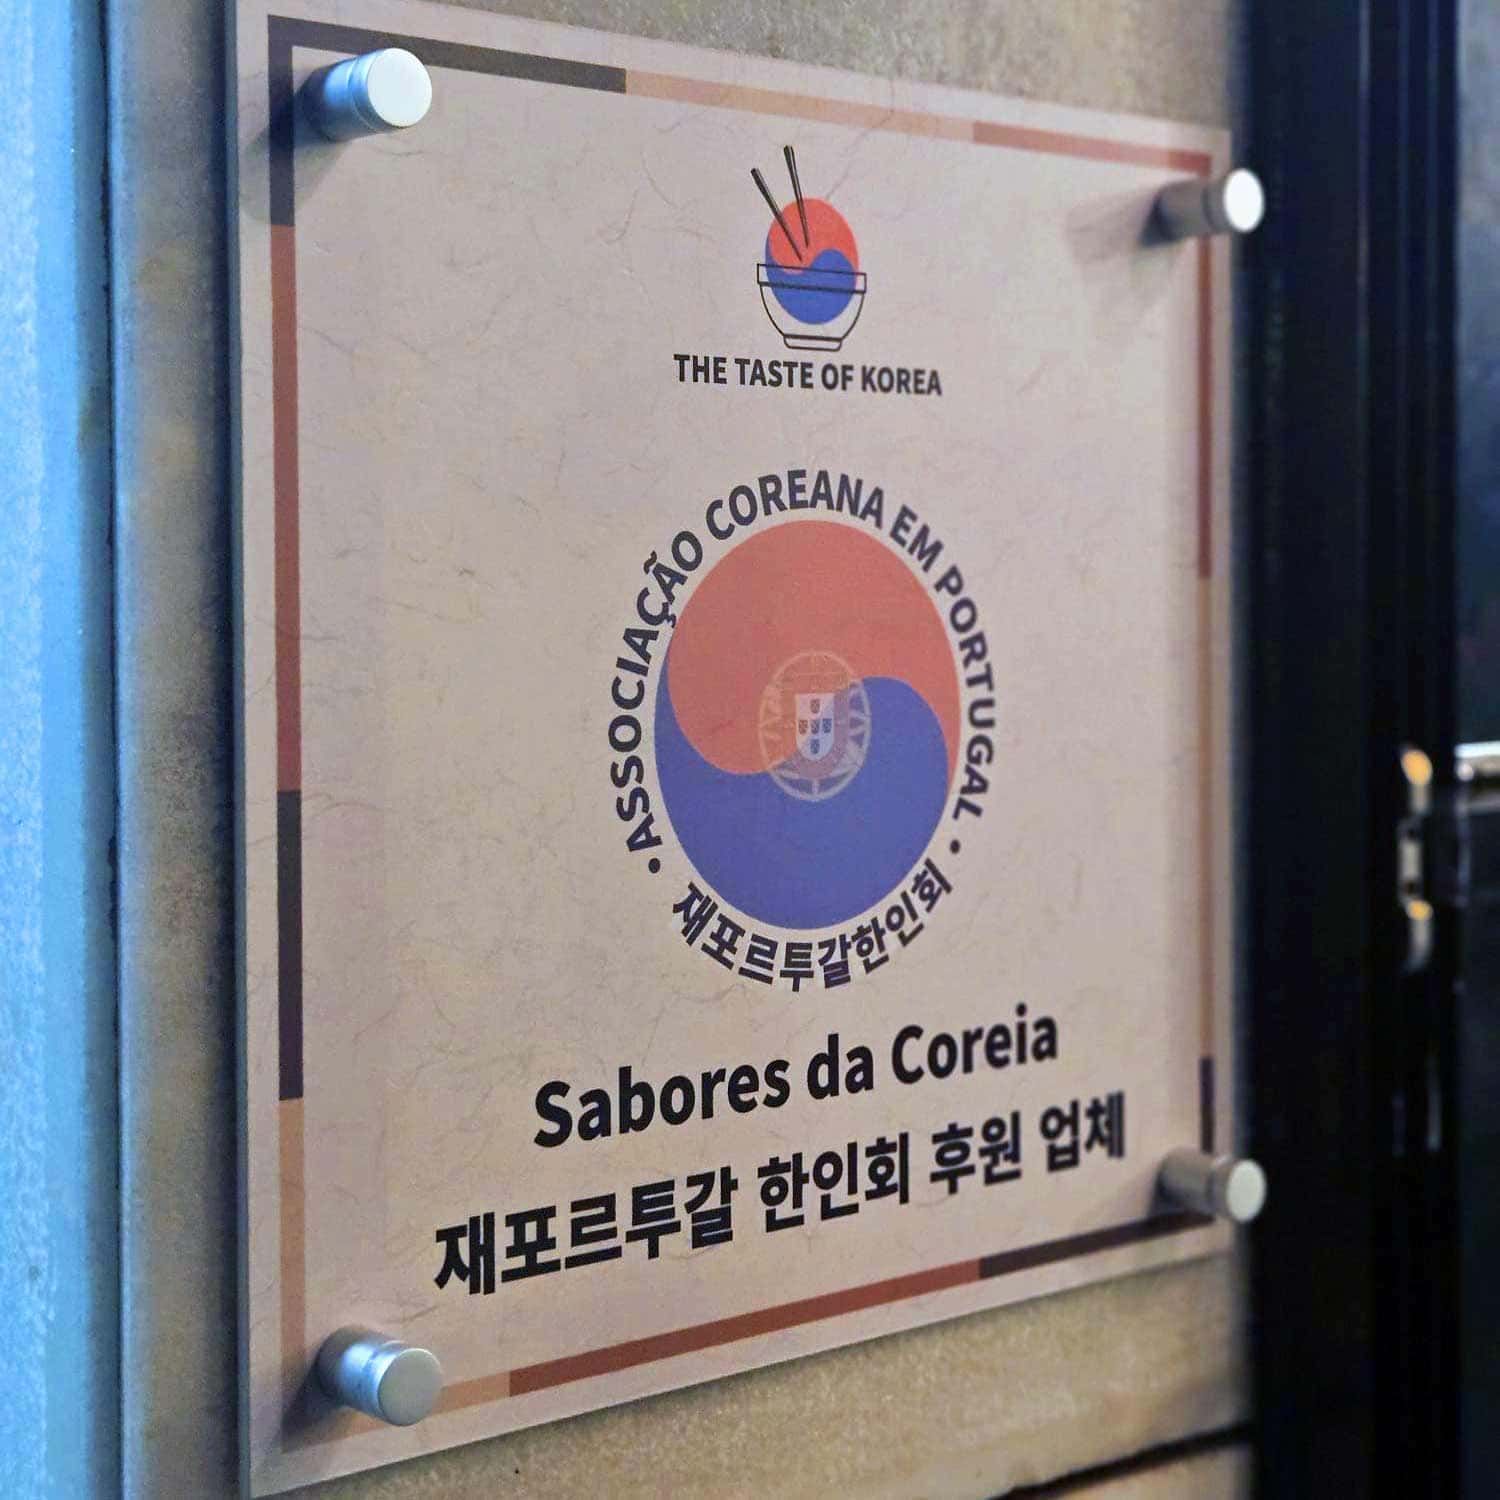 THE TASTE OF KOREA
ASSOCIAÇÃO COREANA EM PORTUGAL
• 재포르투갈한인회 •
Sabores da Coreia
재포르투갈 한인회 후원 업체